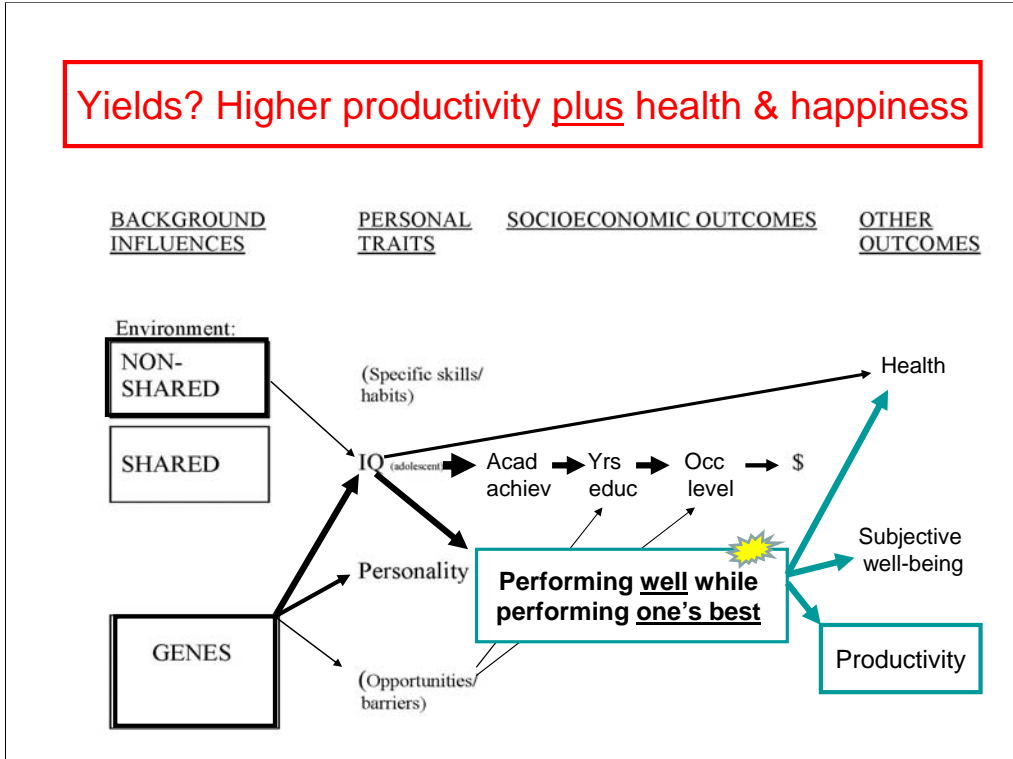 Yields? Higher productivity plus health & happiness
BACKGROUND
INFLUENCES
PERSONAL
TRAITS
SOCIOECONOMIC OUTCOMES
OTHER
OUTCOMES
Environment:
NON-
SHARED
(Specific skills/
habits)
Health
SHARED
IQ (adolescent)
Acad
achiev
Yrs
educ
Occ
level
$
Personality
Performing well while
performing one's best
Subjective
well-being
GENES
(Opportunities/
barriers)
Productivity